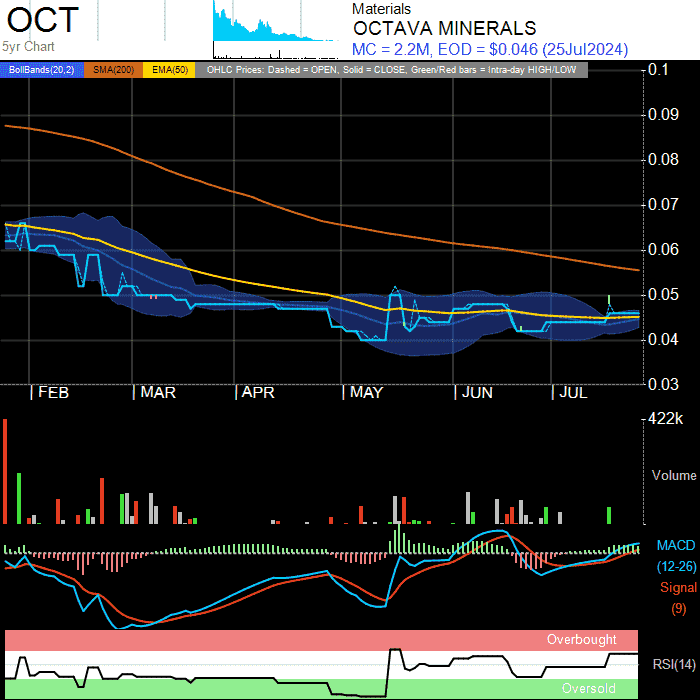 OCT
5yr Chart
Materials
OCTAVA MINERALS
MC = 2.2M, EOD = $0.046 (25Jul2024)
BollBands(20,2) SMA(200) EMA(50) OHLC Prices: Dashed = OPEN, Solid = CLOSE, Green/Red bars = Intra-day HIGH/LOW
0.1
0.09
0.08
0.07
0.06
0.05
0.04
0.03
| FEB | MAR | APR | MAY | JUN | JUL
422k
Volume
MACD
(12-26)
Signal
(9)
Overbought
RSI(14)
Oversold